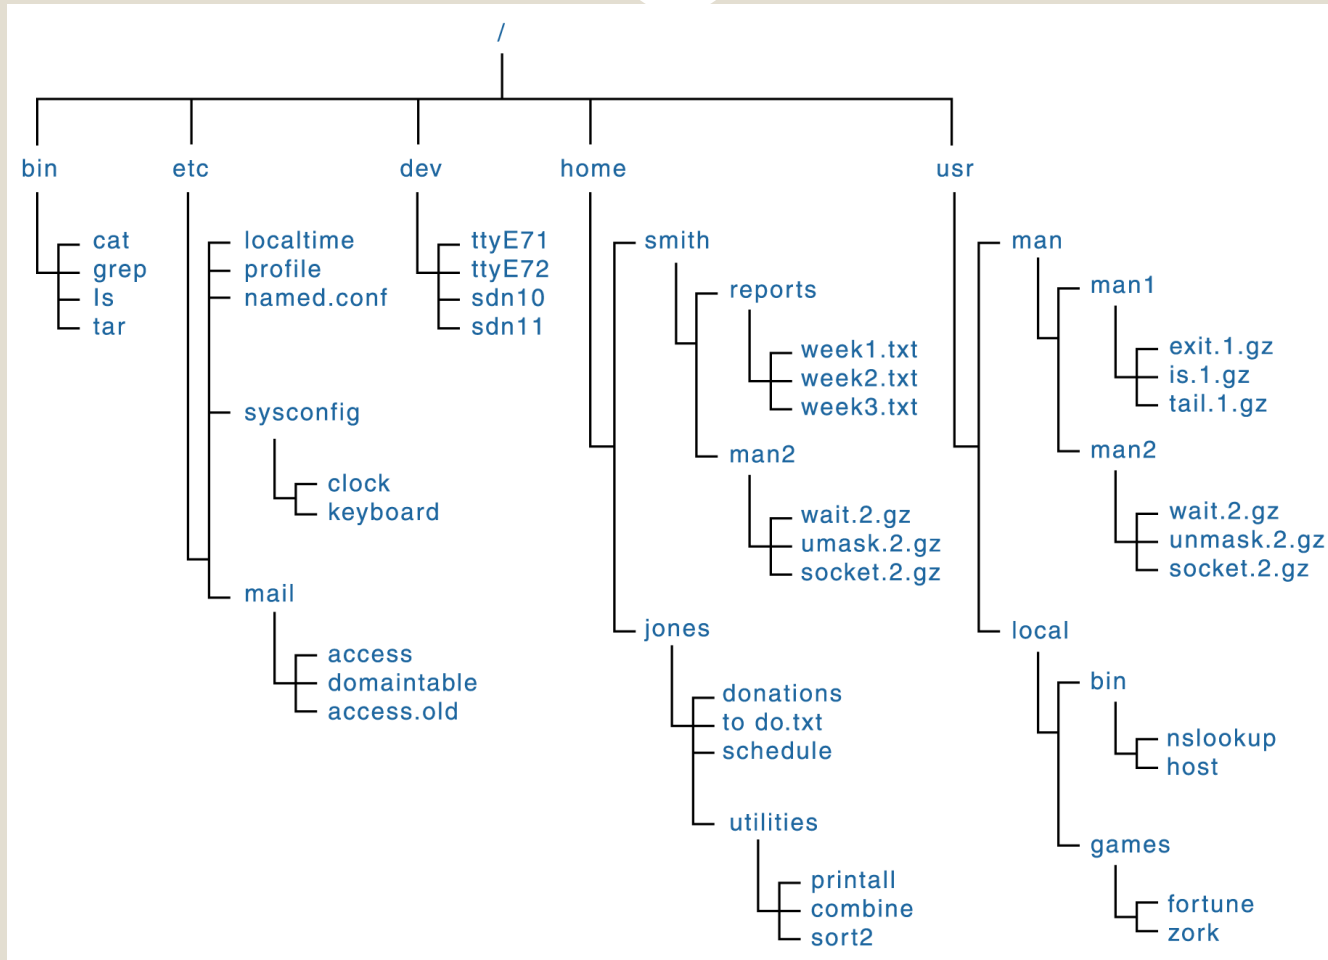 /
bin
etc
dev
home
usr
cat
grep
ls
tar
localtime
profile
named.conf
sysconfig
clock
keyboard
mail
access
domaintable
access.old
ttyE71
ttyE72
sdn10
sdn11
smith
reports
week1.txt
week2.txt
week3.txt
man2
wait.2.gz
umask.2.gz
socket.2.gz
jones
donations
to do.txt
schedule
utilities
printall
combine
sort2
man
man1
exit.1.gz
is.1.gz
tail.1.gz
man2
wait.2.gz
unmask.2.gz
socket.2.gz
local
bin
nslookup
host
games
fortune
zork